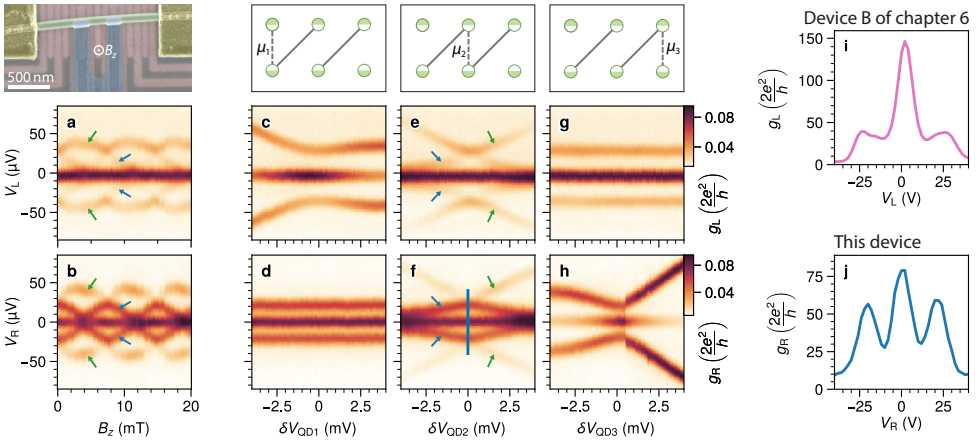 500 nm
⊙B_z
μ₁
μ₂
μ₃
Device B of chapter 6
a
c
e
g
i
V_L (μV)
50
0
−50
0.08
0.04
g_L (2e²/h)
g_L (2e²/h)
150
100
50
0
−25
0
25
V_L (V)
b
d
f
h
V_R (μV)
50
0
−50
0.08
0.04
g_R (2e²/h)
0
10
20
B_z (mT)
−2.5
0.0
2.5
δV_QD1 (mV)
−2.5
0.0
2.5
δV_QD2 (mV)
−2.5
0.0
2.5
δV_QD3 (mV)
This device
j
g_R (2e²/h)
75
50
25
0
−25
0
25
V_R (V)